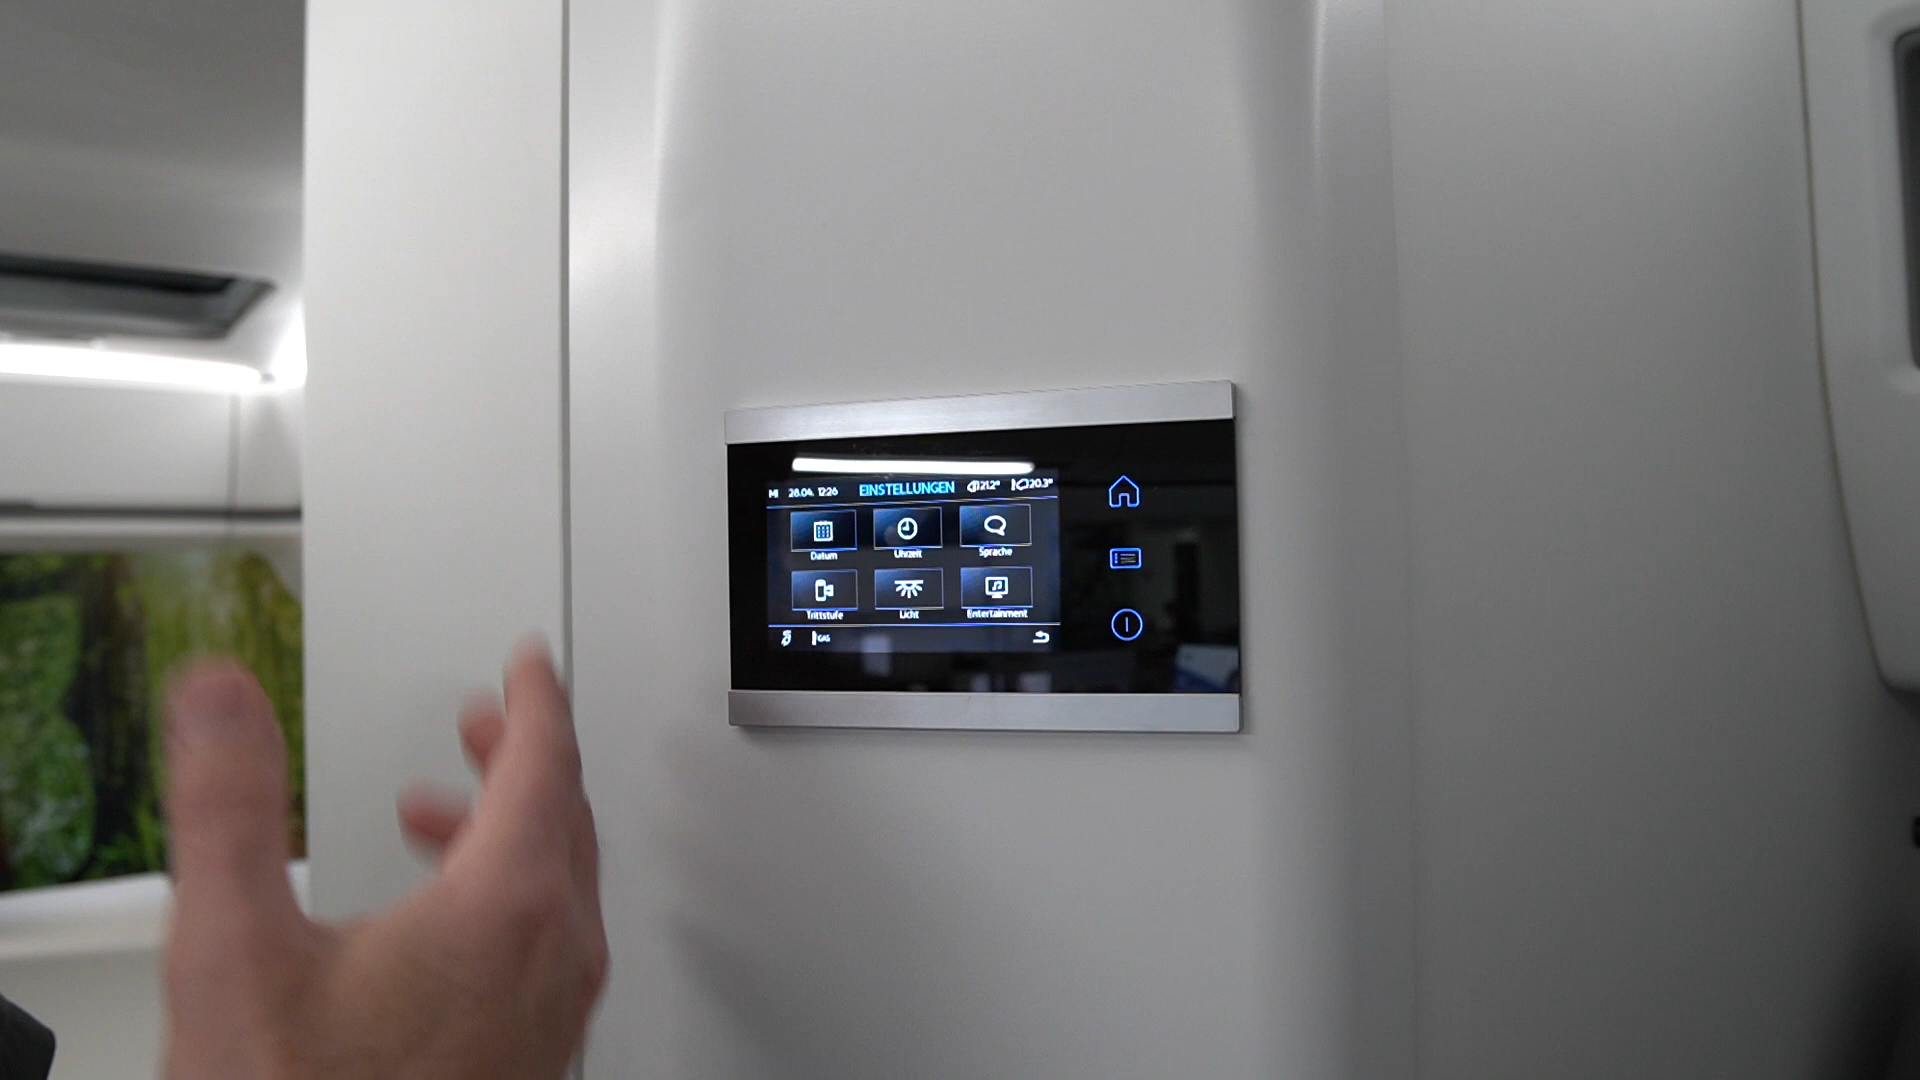 MI 28.04. 12:26 EINSTELLUNGEN 21.2° 20.3°
Datum Uhrzeit Sprache
Trittstufe Licht Entertainment
GAS